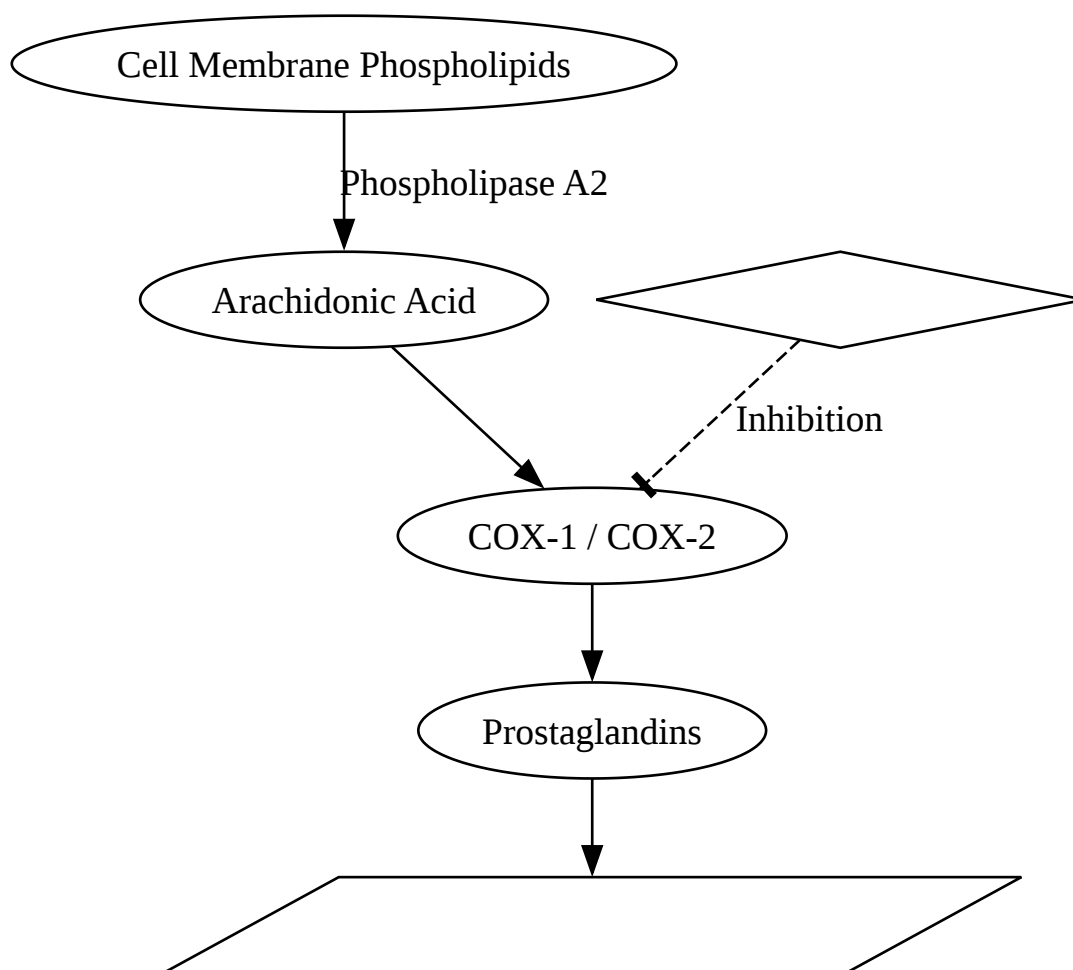 Cell Membrane Phospholipids
Phospholipase A2
Arachidonic Acid
Inhibition
COX-1 / COX-2
Prostaglandins